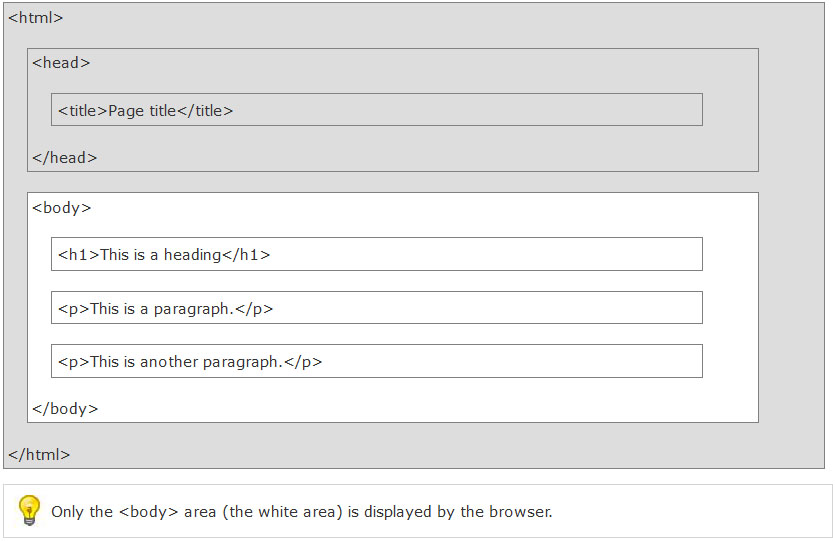 <html>
<head>
<title>Page title</title>
</head>
<body>
<h1>This is a heading</h1>
<p>This is a paragraph.</p>
<p>This is another paragraph.</p>
</body>
</html>
Only the <body> area (the white area) is displayed by the browser.